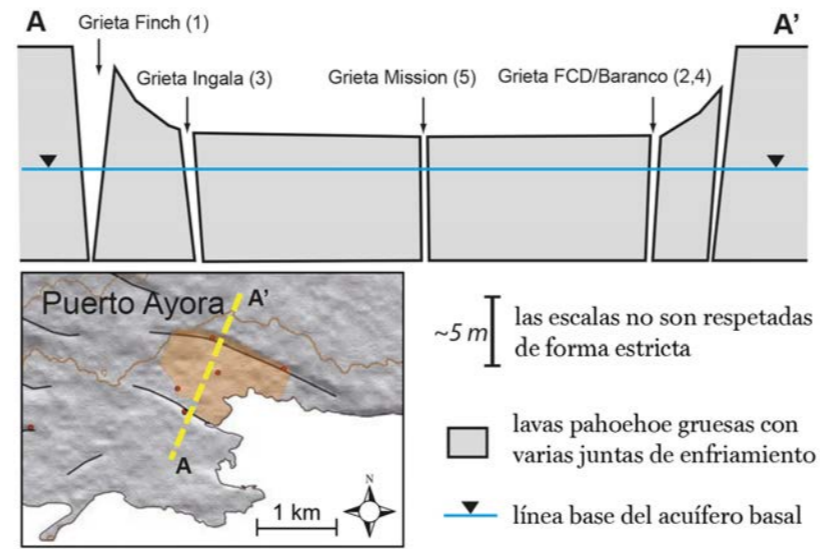 A
Grieta Finch (1)
A'
Grieta Ingala (3)
Grieta Mission (5)
Grieta FCD/Baranco (2,4)
Puerto Ayora
A'
A
N
1 km
~5 m
las escalas no son respetadas
de forma estricta
lavas pahoehoe gruesas con
varias juntas de enfriamiento
línea base del acuífero basal